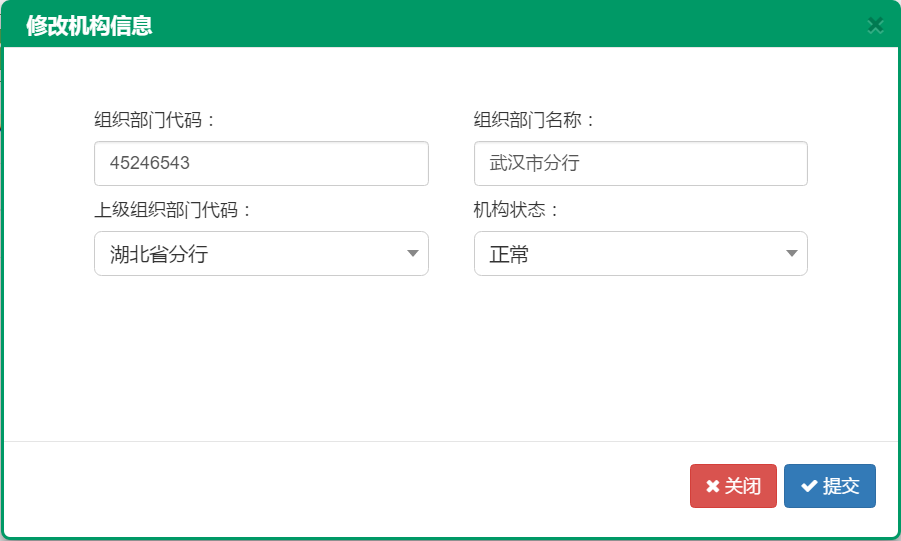 修改机构信息
组织部门代码：
组织部门名称：
45246543
武汉市分行
上级组织部门代码：
机构状态：
湖北省分行
正常
关闭
提交